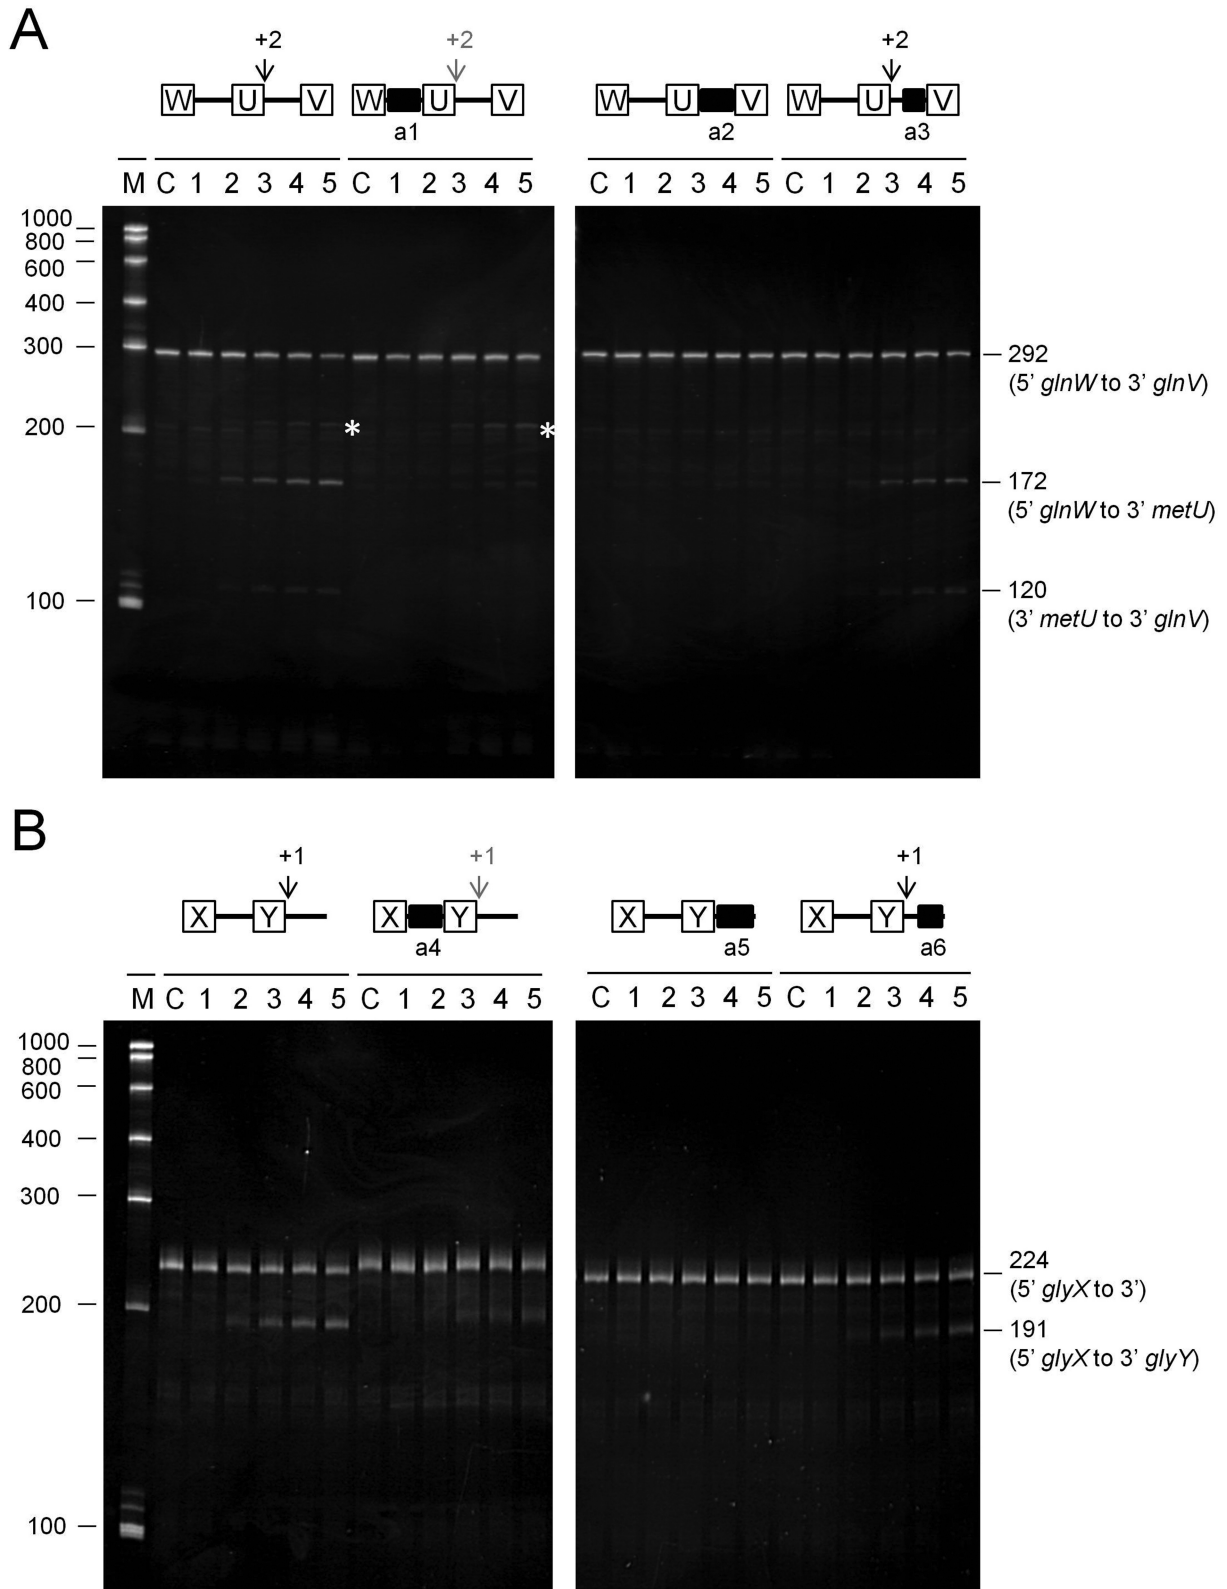 A
+2 +2 +2
W U V W U V W U V W U V
a1 a2 a3
M C 1 2 3 4 5 C 1 2 3 4 5 C 1 2 3 4 5 C 1 2 3 4 5
1000
800
600
400
300
292
(5' glnW to 3' glnV)
200 * *
172
(5' glnW to 3' metU)
120
100
(3' metU to 3' glnV)
B
+1 +1 +1
X Y X Y X Y X Y
a4 a5 a6
M C 1 2 3 4 5 C 1 2 3 4 5 C 1 2 3 4 5 C 1 2 3 4 5
1000
800
600
400
300
224
(5' glyX to 3')
200
191
(5' glyX to 3' glyY)
100